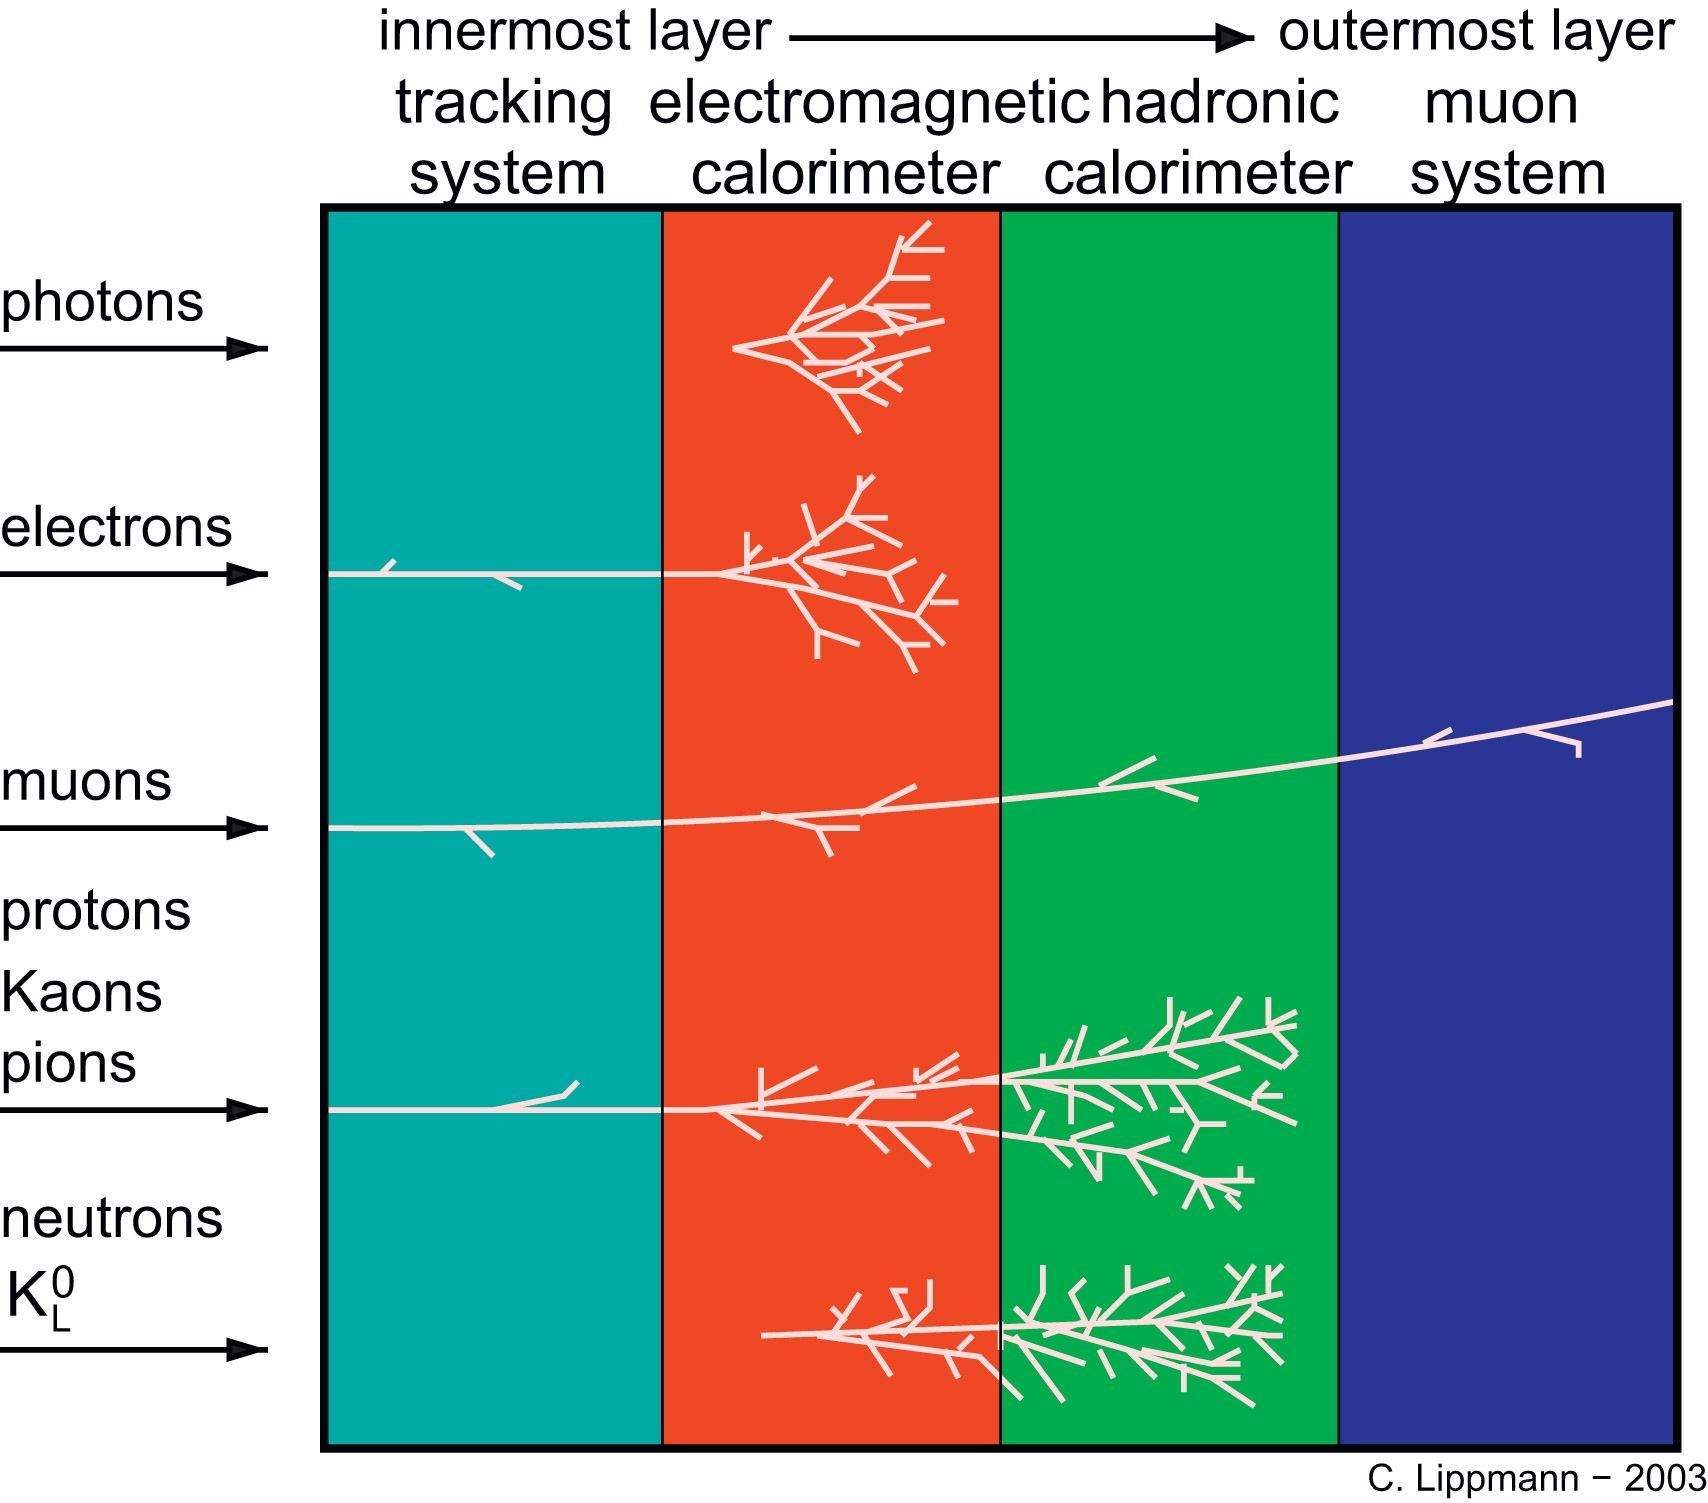 innermost layer outermost layer
tracking electromagnetic hadronic muon
system calorimeter calorimeter system
photons
electrons
muons
protons
Kaons
pions
neutrons
K⁰L
C. Lippmann − 2003